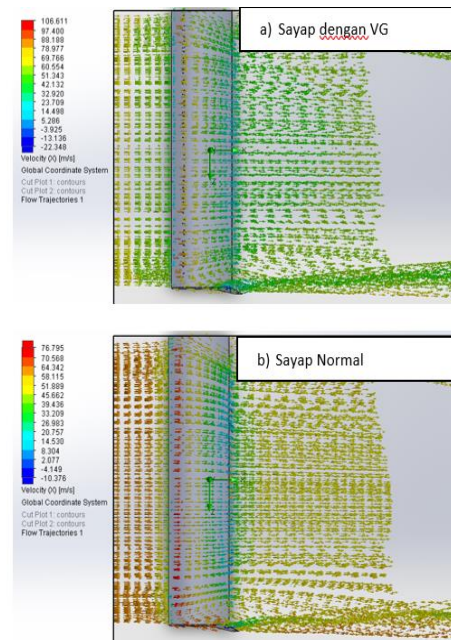 106.611
97.400
88.188
78.977
69.766
60.554
51.343
42.132
32.920
23.709
14.498
5.286
-3.925
-13.136
-22.348
Velocity (X) [m/s]
Global Coordinate System
Cut Plot 1: contours
Cut Plot 2: contours
Flow Trajectories 1
a) Sayap dengan VG
76.795
70.568
64.342
58.115
51.889
45.662
39.436
33.209
26.983
20.757
14.530
8.304
2.077
-4.149
-10.376
Velocity (X) [m/s]
Global Coordinate System
Cut Plot 1: contours
Cut Plot 2: contours
Flow Trajectories 1
b) Sayap Normal